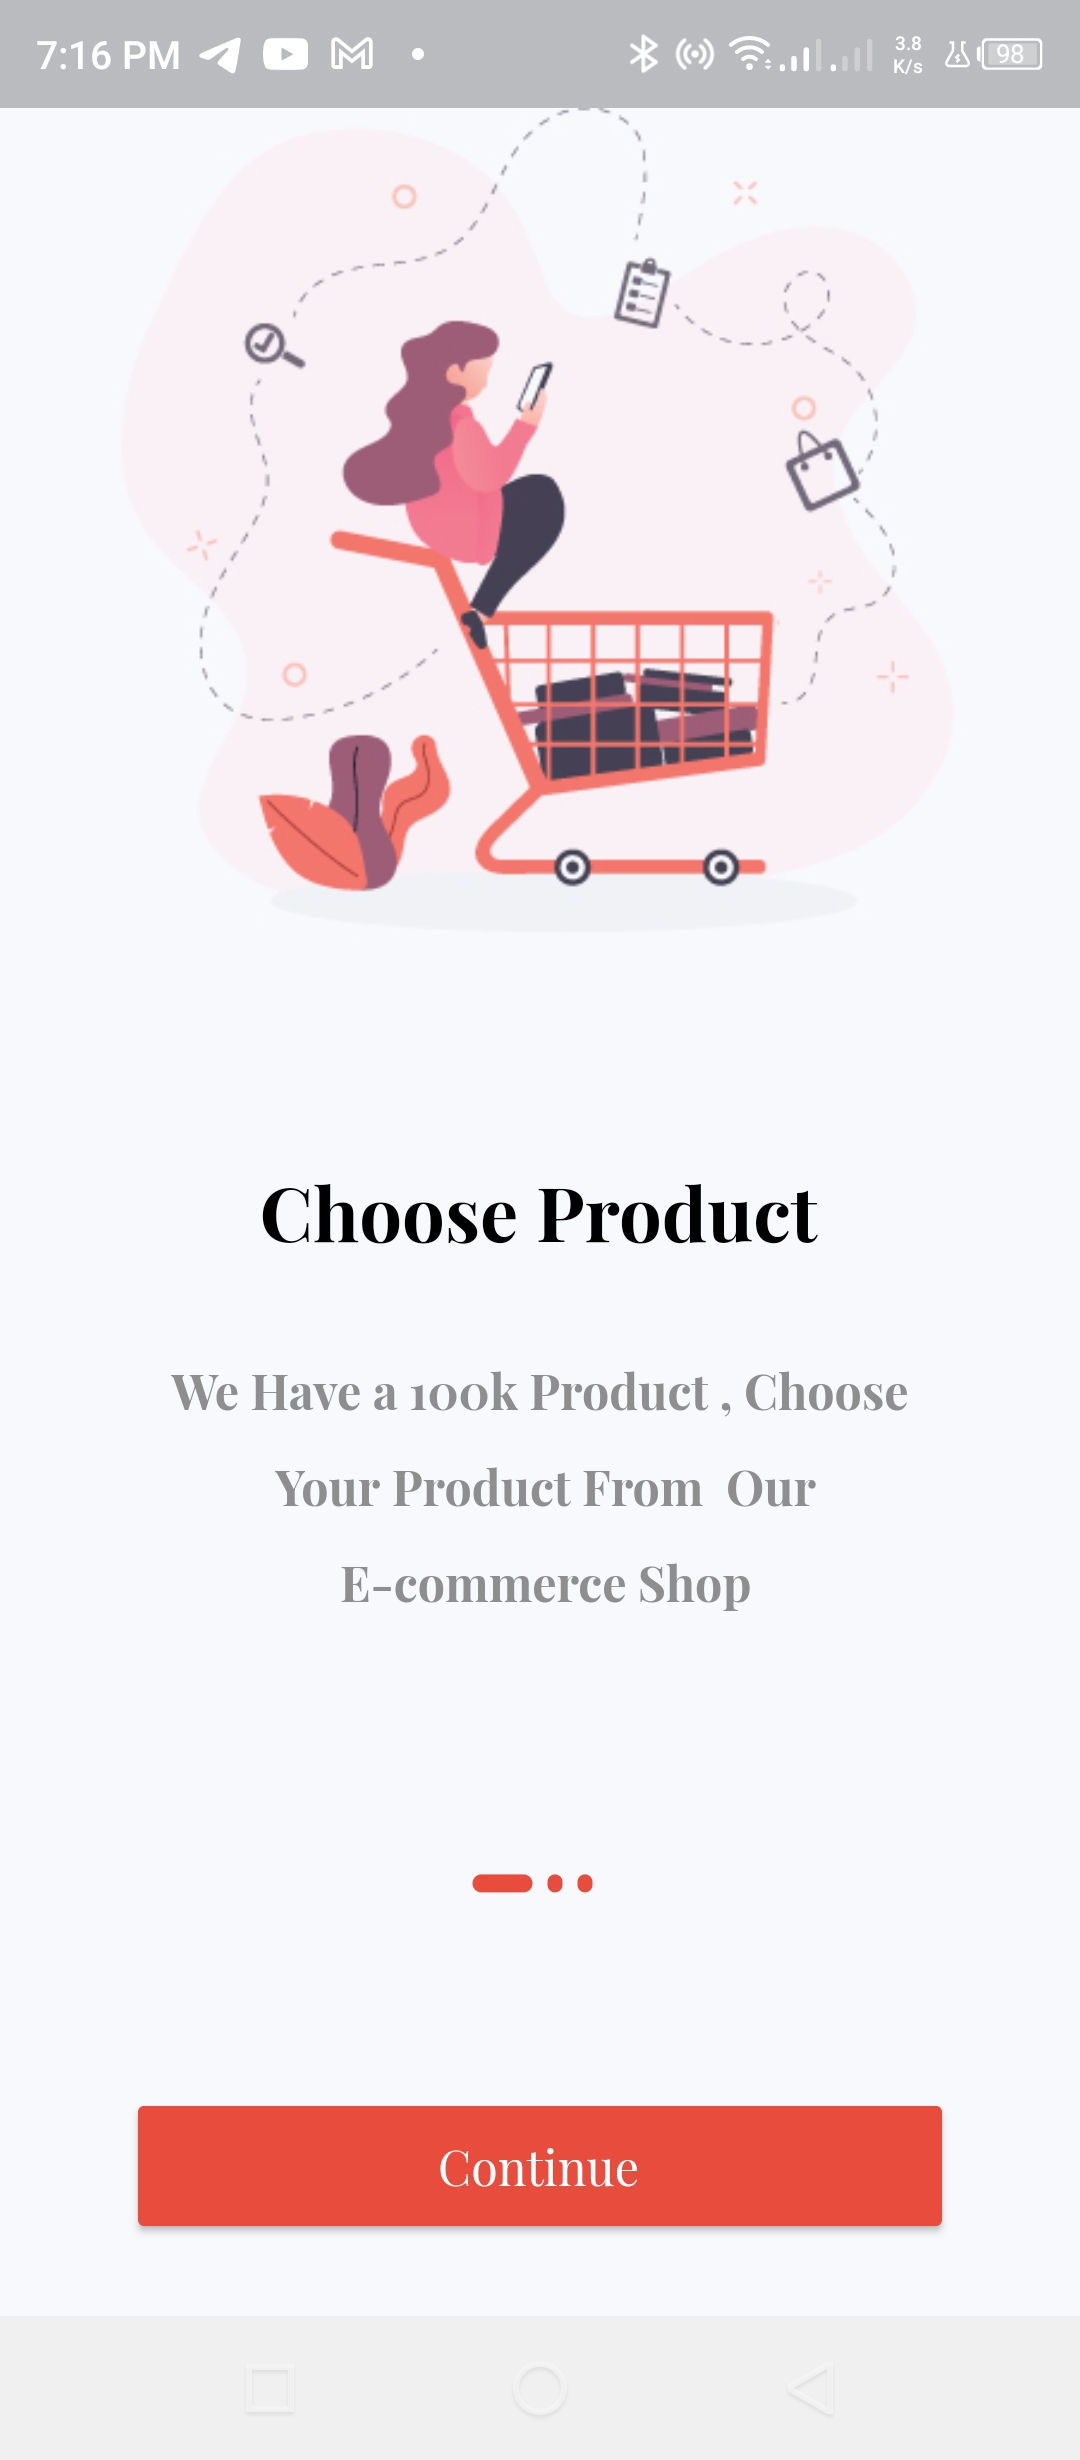 7:16 PM
3.8
K/s
98
Choose Product
We Have a 100k Product , Choose
Your Product From  Our
E-commerce Shop
Continue